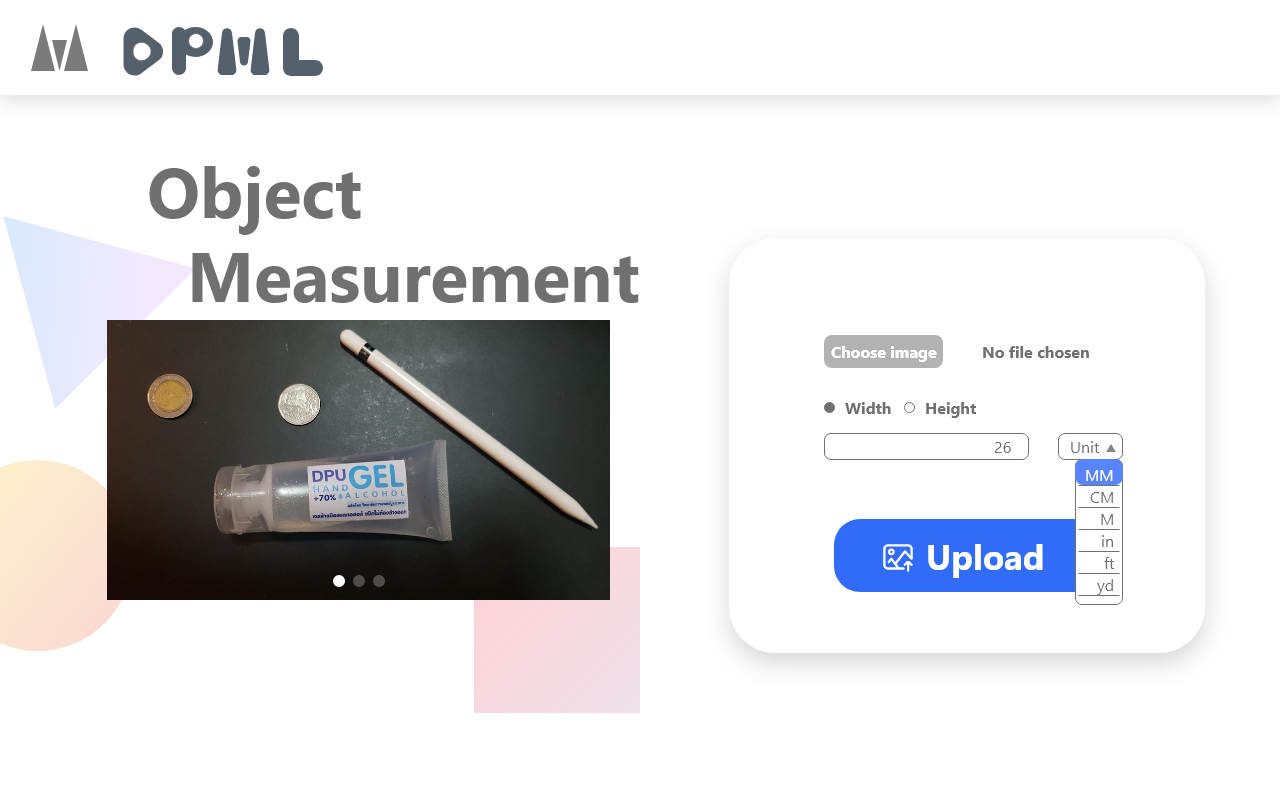 DPML
Object
Measurement
DPU GEL
HAND & ALCOHOL
+70%
Choose image
No file chosen
Width
Height
26
Unit
MM
CM
M
in
ft
yd
Upload